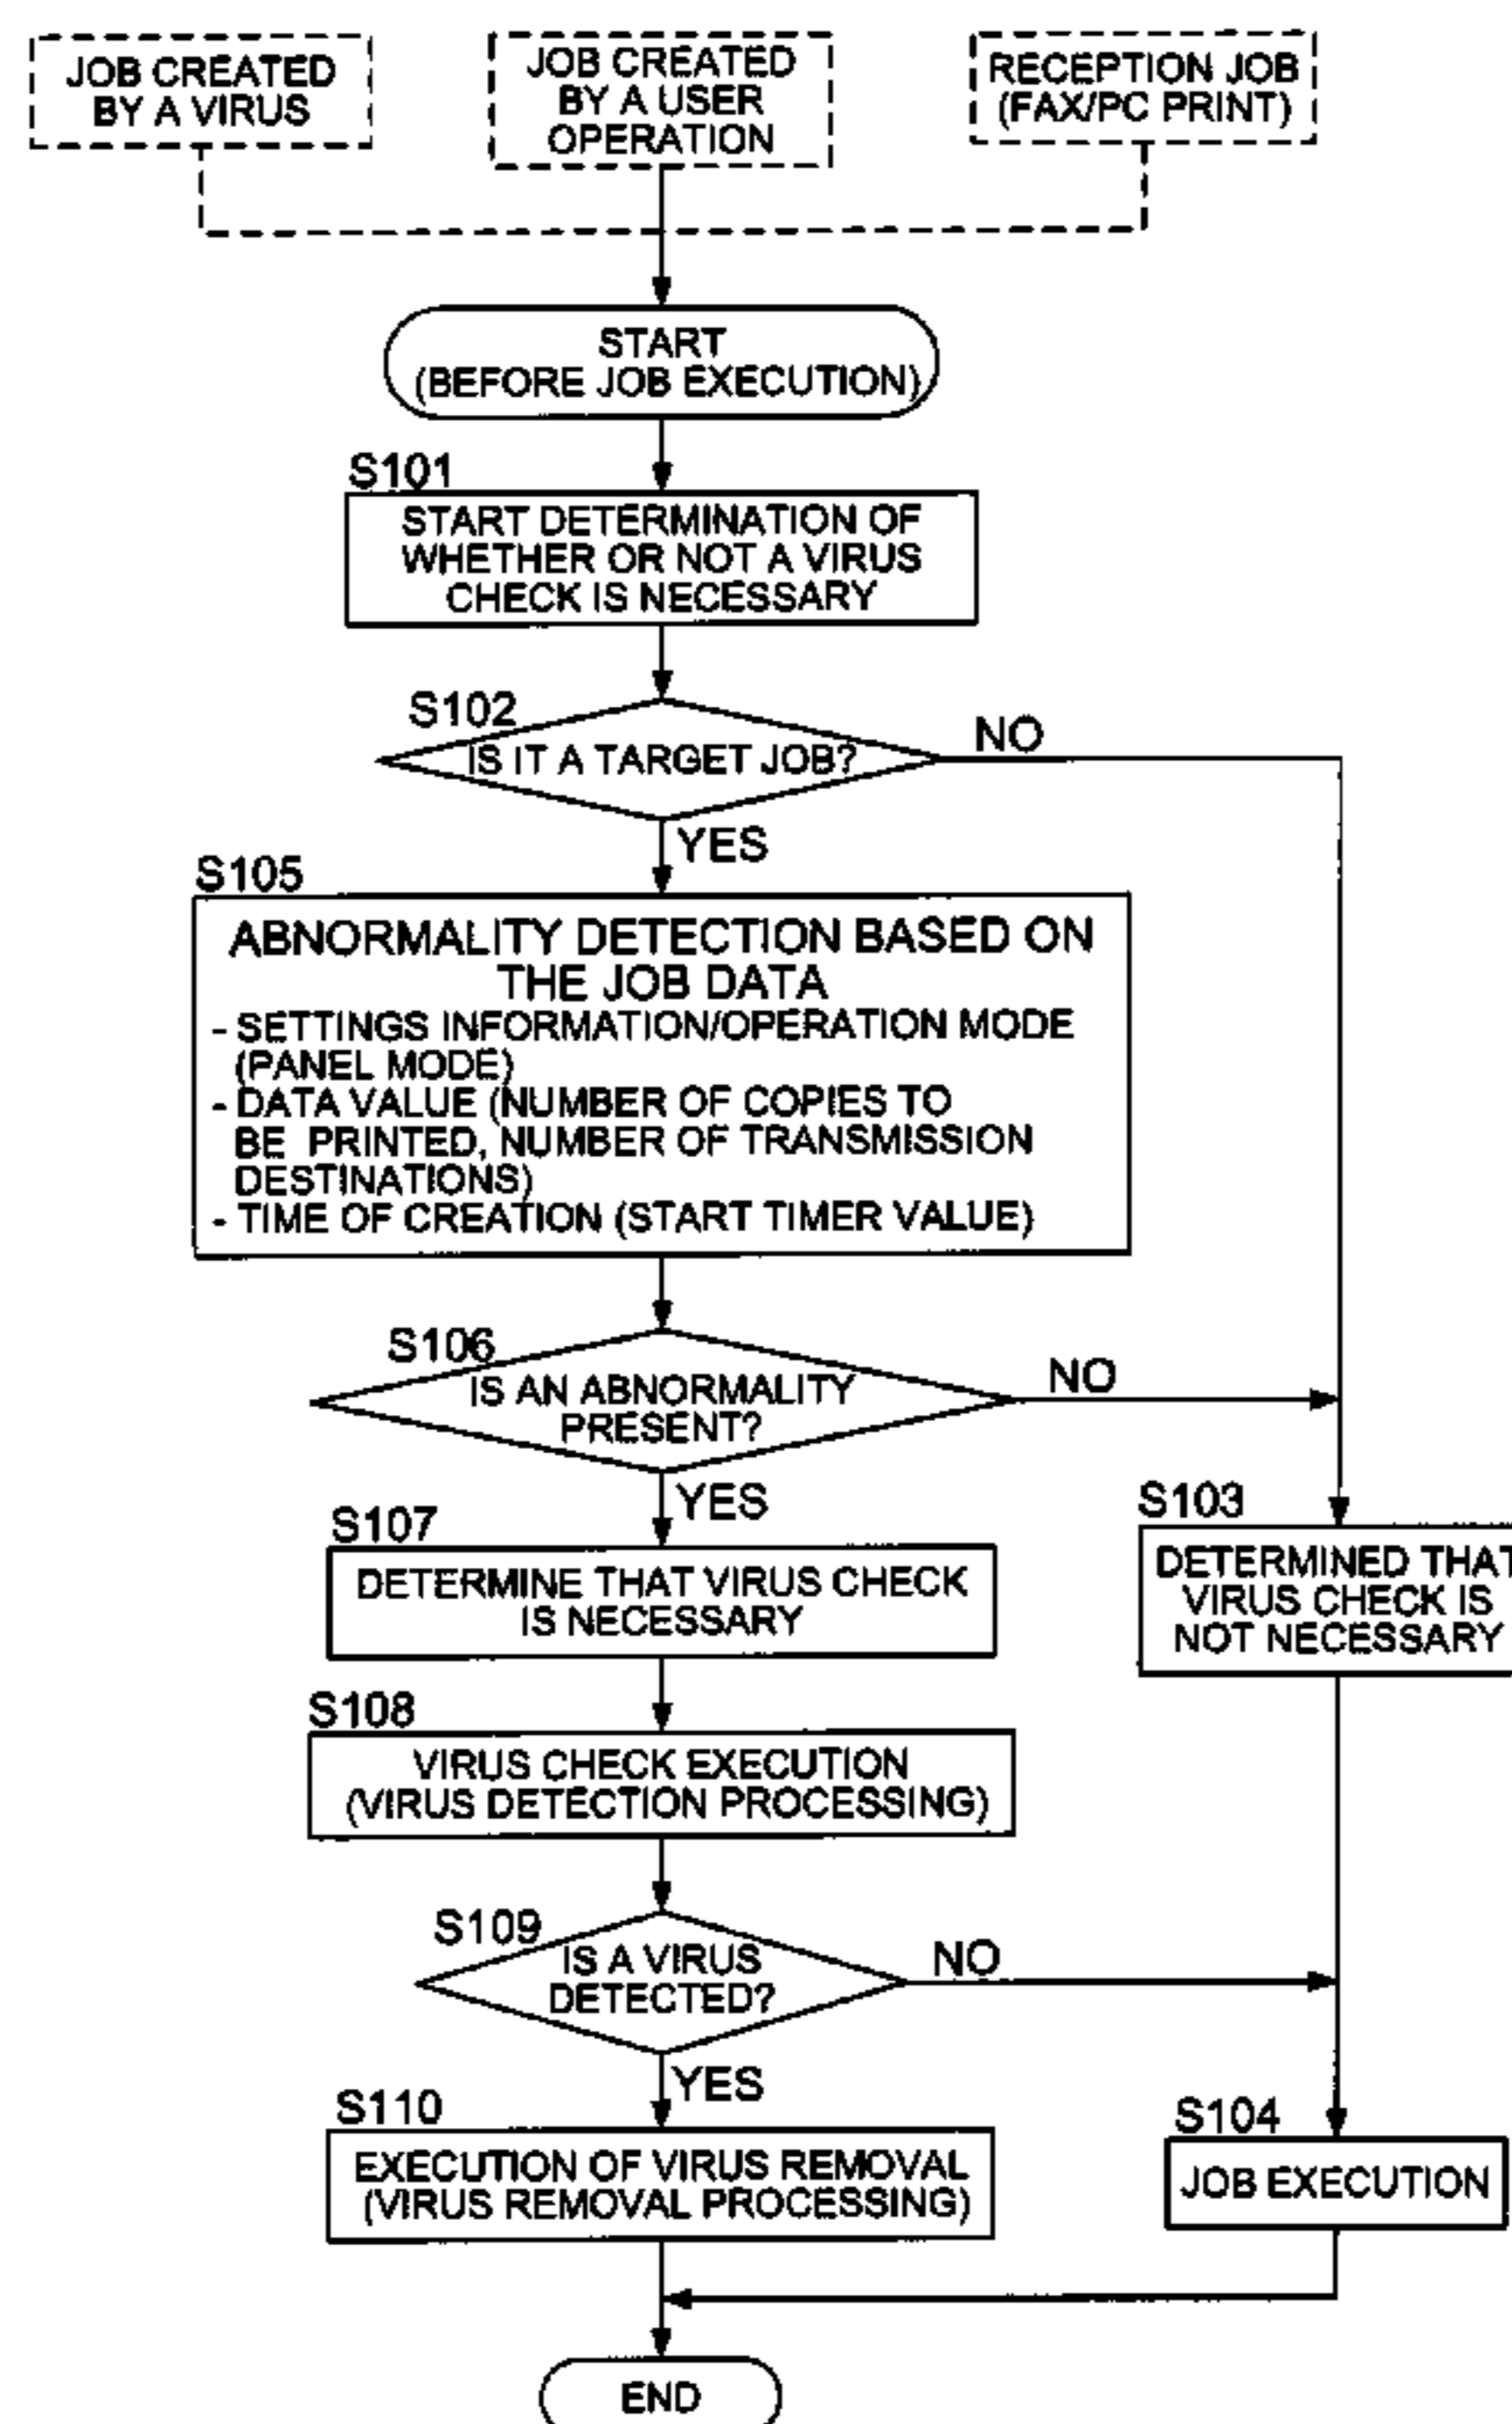 JOB CREATED
BY A VIRUS
JOB CREATED
BY A USER
OPERATION
RECEPTION JOB
(FAX/PC PRINT)
START
(BEFORE JOB EXECUTION)
S101
START DETERMINATION OF
WHETHER OR NOT A VIRUS
CHECK IS NECESSARY
S102
IS IT A TARGET JOB?
NO
YES
S105
ABNORMALITY DETECTION BASED ON
THE JOB DATA
- SETTINGS INFORMATION/OPERATION MODE
(PANEL MODE)
- DATA VALUE (NUMBER OF COPIES TO
BE PRINTED, NUMBER OF TRANSMISSION
DESTINATIONS)
- TIME OF CREATION (START TIMER VALUE)
S106
IS AN ABNORMALITY
PRESENT?
NO
YES
S107
DETERMINE THAT VIRUS CHECK
IS NECESSARY
S103
DETERMINED THAT
VIRUS CHECK IS
NOT NECESSARY
S108
VIRUS CHECK EXECUTION
(VIRUS DETECTION PROCESSING)
S109
IS A VIRUS
DETECTED?
NO
YES
S110
EXECUTION OF VIRUS REMOVAL
(VIRUS REMOVAL PROCESSING)
S104
JOB EXECUTION
END